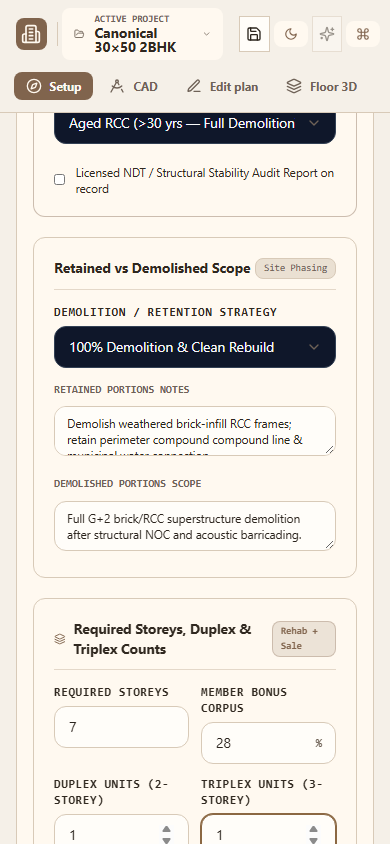 ACTIVE PROJECT
Canonical
30×50 2BHK
Setup
CAD
Edit plan
Floor 3D
Aged RCC (>30 yrs — Full Demolition
Licensed NDT / Structural Stability Audit Report on
record
Retained vs Demolished Scope
Site Phasing
DEMOLITION / RETENTION STRATEGY
100% Demolition & Clean Rebuild
RETAINED PORTIONS NOTES
Demolish weathered brick-infill RCC frames;
retain perimeter compound compound line &
municipal water connection
DEMOLISHED PORTIONS SCOPE
Full G+2 brick/RCC superstructure demolition
after structural NOC and acoustic barricading.
Required Storeys, Duplex &
Triplex Counts
Rehab +
Sale
REQUIRED STOREYS
7
MEMBER BONUS
CORPUS
28 %
DUPLEX UNITS (2-
STOREY)
1
TRIPLEX UNITS (3-
STOREY)
1